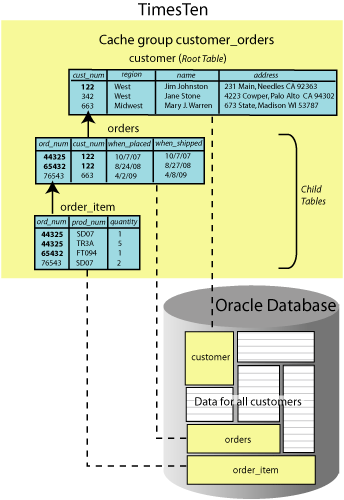 TimesTen
Cache group customer_orders
customer (Root Table)
cust_num region name address
122 West Jim Johnston 231 Main, Needles CA 92363
342 West Jane Stone 4223 Cowper, Palo Alto CA 94302
663 Midwest Mary J. Warren 673 State, Madison WI 53787
orders
ord_num cust_num when_placed when_shipped
44325 122 10/7/07 10/7/07
65432 122 8/24/08 8/27/08
76543 663 4/2/09 4/8/09
Child
Tables
order_item
ord_num prod_num quantity
44325 SD07 1
44325 TR3A 5
65432 FT094 1
76543 SD07 2
Oracle Database
customer
Data for all customers
orders
order_item